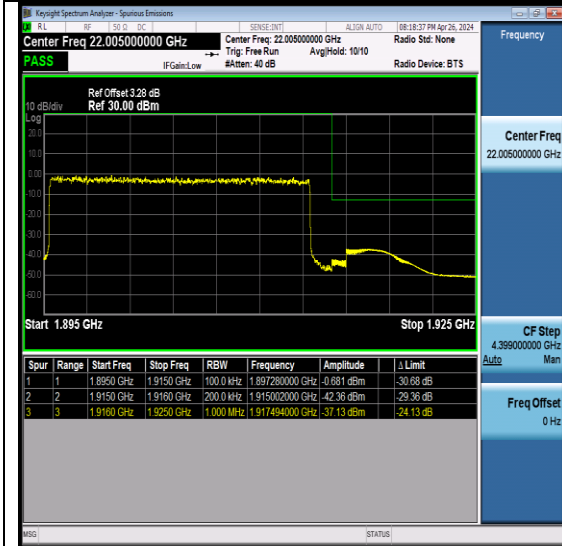 Keysight Spectrum Analyzer - Spurious Emissions
RL RF 50 Ω DC SENSE:INT ALIGN AUTO 08:18:37 PM Apr 26, 2024
Center Freq 22.005000000 GHz
Center Freq: 22.005000000 GHz
Radio Std: None
Trig: Free Run
Avg|Hold: 10/10
PASS
IFGain:Low
#Atten: 40 dB
Radio Device: BTS
Frequency
Ref Offset 3.28 dB
10 dB/div Ref 30.00 dBm
Log
20.0
10.0
0.00
-10.0
-20.0
-30.0
-40.0
-50.0
-60.0
Start 1.895 GHz Stop 1.925 GHz
Spur Range Start Freq Stop Freq RBW Frequency Amplitude Δ Limit
1 1 1.8950 GHz 1.9150 GHz 100.0 kHz 1.897280000 GHz -0.681 dBm -30.68 dB
2 2 1.9150 GHz 1.9160 GHz 200.0 kHz 1.915002000 GHz -42.36 dBm -29.36 dB
3 3 1.9160 GHz 1.9250 GHz 1.000 MHz 1.917494000 GHz -37.13 dBm -24.13 dB
Center Freq
22.005000000 GHz
CF Step
4.399000000 GHz
Auto Man
Freq Offset
0 Hz
MSG STATUS